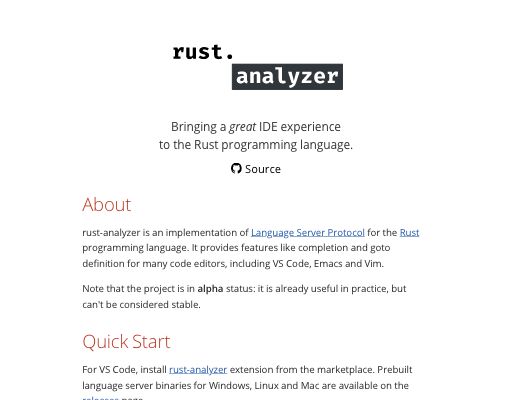 rust.
analyzer
Bringing a great IDE experience
to the Rust programming language.
Source
About
rust-analyzer is an implementation of Language Server Protocol for the Rust
programming language. It provides features like completion and goto
definition for many code editors, including VS Code, Emacs and Vim.
Note that the project is in alpha status: it is already useful in practice, but
can't be considered stable.
Quick Start
For VS Code, install rust-analyzer extension from the marketplace. Prebuilt
language server binaries for Windows, Linux and Mac are available on the
releases page.